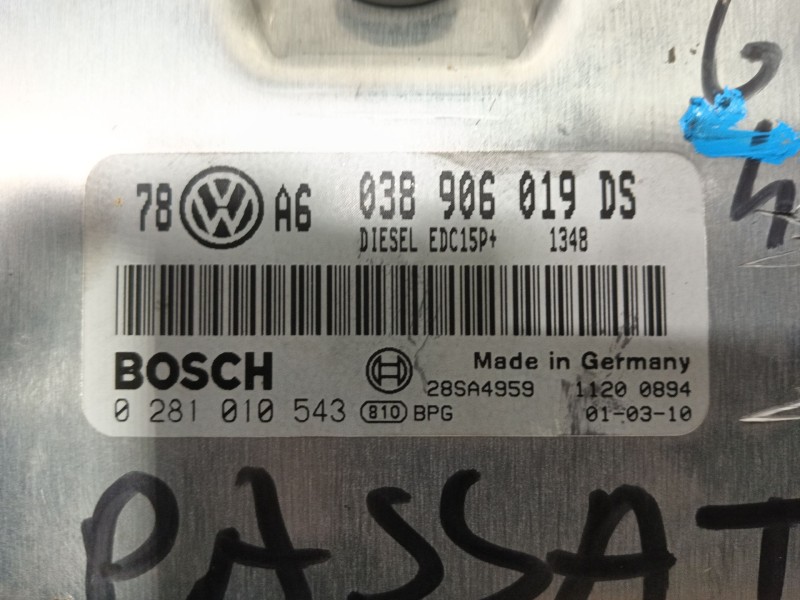 78 VW A6 038 906 019 DS
DIESEL EDC15P+ 1348
BOSCH
Made in Germany
28SA4959 1120 0894
0 281 010 543 810 BPG 01-03-10
PASSAT